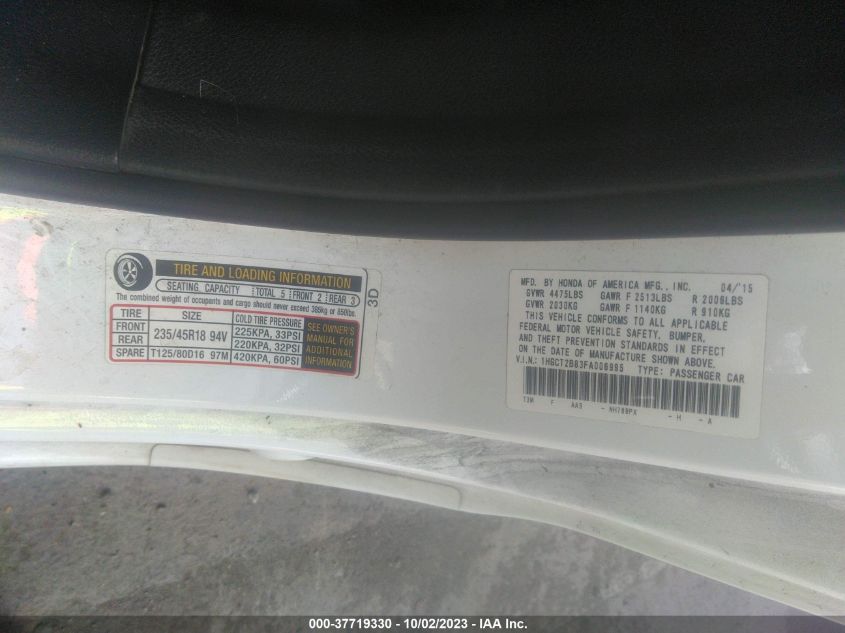 TIRE AND LOADING INFORMATION
SEATING CAPACITY TOTAL 5 FRONT 2 REAR 3
The combined weight of occupants and cargo should never exceed 385kg or 850lbs.
TIRE SIZE COLD TIRE PRESSURE
FRONT 235/45R18 94V 225KPA, 33PSI
REAR 220KPA, 32PSI
SPARE T125/80D16 97M 420KPA, 60PSI
SEE OWNER'S
MANUAL FOR
ADDITIONAL
INFORMATION
3D
MFD. BY HONDA OF AMERICA MFG., INC. 04/'15
GVWR 4475LBS GAWR F 2513LBS R 2006LBS
GVWR 2030KG GAWR F 1140KG R 910KG
THIS VEHICLE CONFORMS TO ALL APPLICABLE
FEDERAL MOTOR VEHICLE SAFETY, BUMPER,
AND THEFT PREVENTION STANDARDS IN EFFECT
ON THE DATE OF MANUFACTURE SHOWN ABOVE.
V.I.N.: 1HGCT2B83FA006995 TYPE: PASSENGER CAR
F AAS - NH788PX - H - A
000-37719330 - 10/02/2023 - IAA Inc.